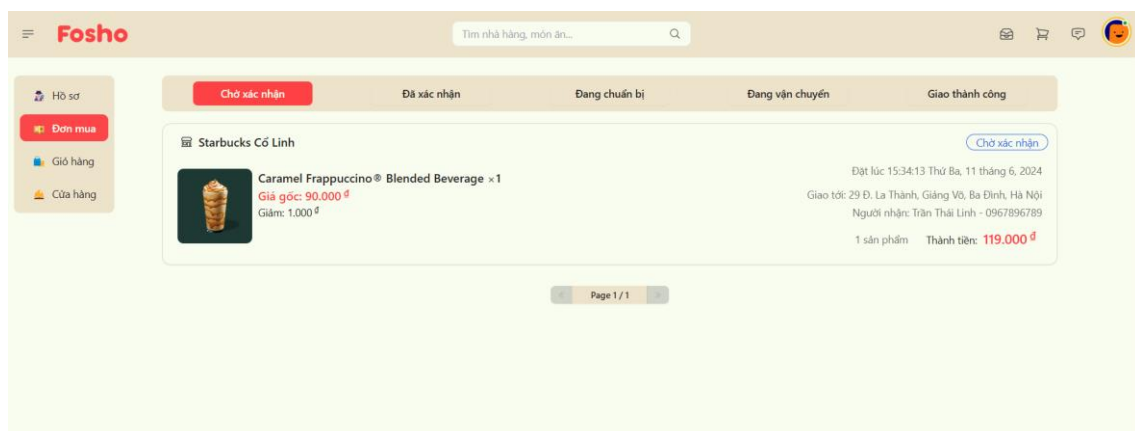 Fosho
Tìm nhà hàng, món ăn...
Hồ sơ
Đơn mua
Giỏ hàng
Cửa hàng
Chờ xác nhận
Đã xác nhận
Đang chuẩn bị
Đang vận chuyển
Giao thành công
Starbucks Cổ Linh
Chờ xác nhận
Caramel Frappuccino® Blended Beverage ×1
Giá gốc: 90.000 đ
Giảm: 1.000 đ
Đặt lúc 15:34:13 Thứ Ba, 11 tháng 6, 2024
Giao tới: 29 Đ. La Thành, Giảng Võ, Ba Đình, Hà Nội
Người nhận: Trần Thái Linh - 0967896789
1 sản phẩm Thành tiền: 119.000 đ
< Page 1 / 1 >